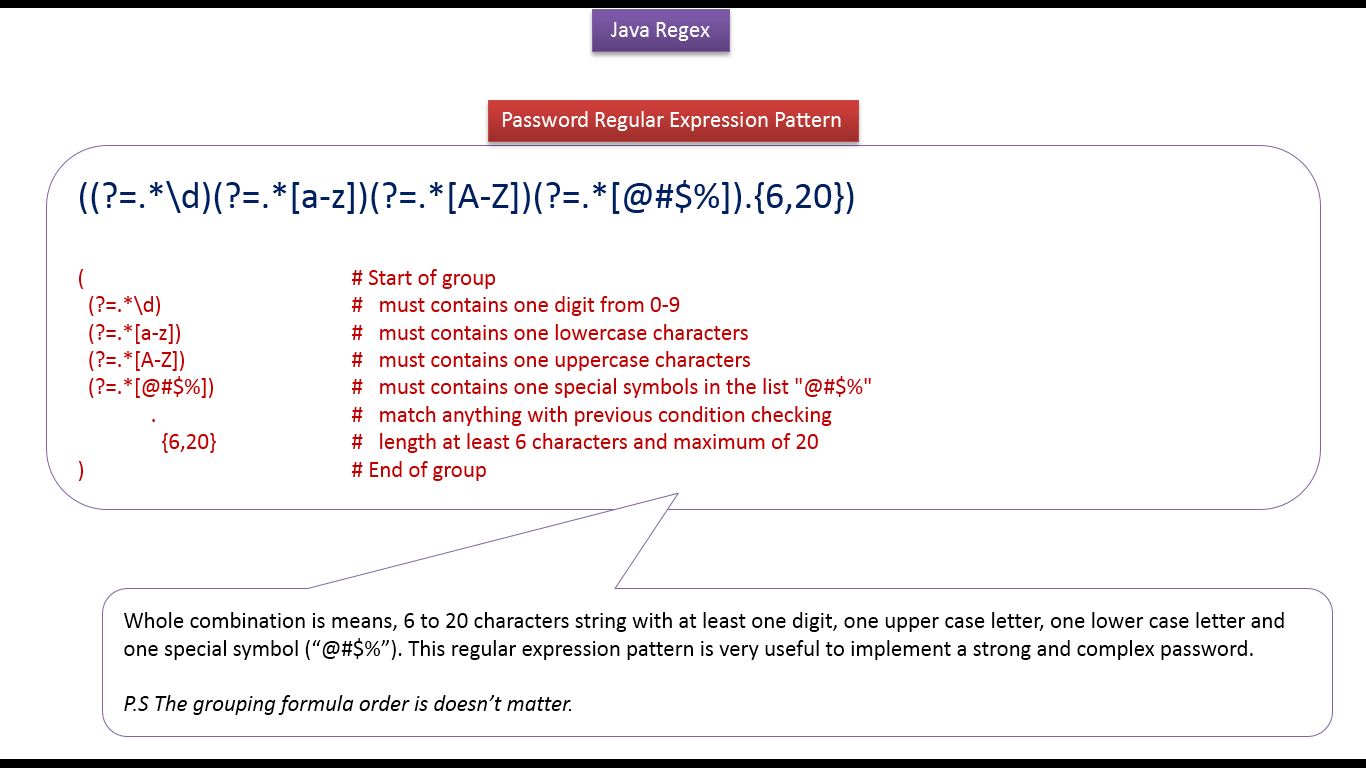 Java Regex
Password Regular Expression Pattern
((?=.*\d)(?=.*[a-z])(?=.*[A-Z])(?=.*[@#$%]).{6,20})
( # Start of group
(?=.*\d) # must contains one digit from 0-9
(?=.*[a-z]) # must contains one lowercase characters
(?=.*[A-Z]) # must contains one uppercase characters
(?=.*[@#$%]) # must contains one special symbols in the list "@#$%"
. # match anything with previous condition checking
{6,20} # length at least 6 characters and maximum of 20
) # End of group
Whole combination is means, 6 to 20 characters string with at least one digit, one upper case letter, one lower case letter and
one special symbol (“@#$%”). This regular expression pattern is very useful to implement a strong and complex password.
P.S The grouping formula order is doesn’t matter.